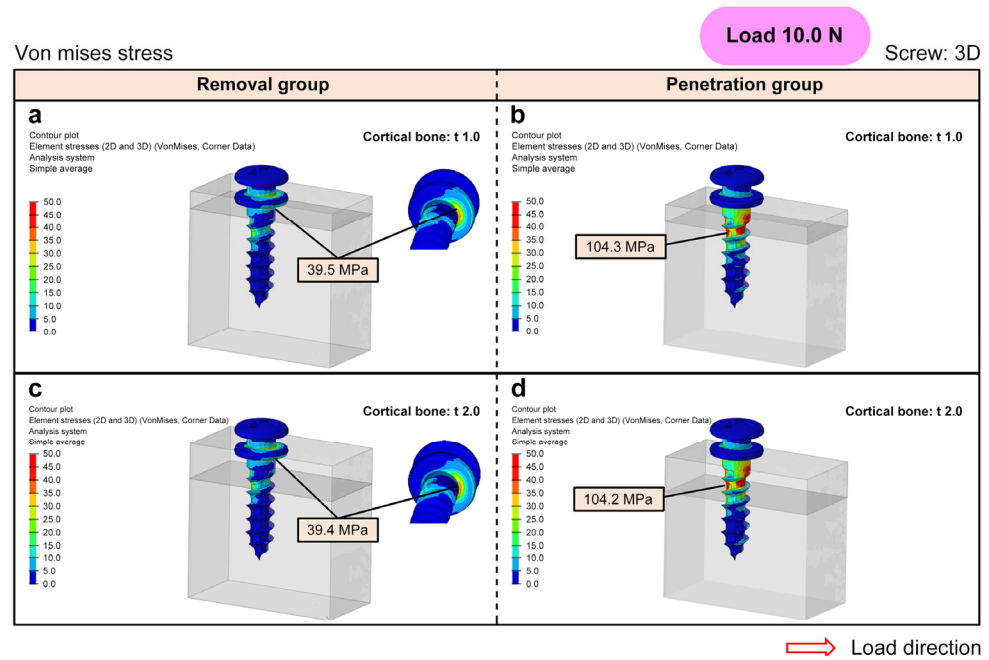 Load 10.0 N
Von mises stress
Screw: 3D
Removal group
Penetration group
a
Contour plot
Element stresses (2D and 3D) (VonMises, Corner Data)
Analysis system
Simple average
Cortical bone: t 1.0
50.0
45.0
40.0
35.0
30.0
25.0
20.0
15.0
10.0
5.0
0.0
39.5 MPa
b
Contour plot
Element stresses (2D and 3D) (VonMises, Corner Data)
Analysis system
Simple average
Cortical bone: t 1.0
50.0
45.0
40.0
35.0
30.0
25.0
20.0
15.0
10.0
5.0
0.0
104.3 MPa
c
Contour plot
Element stresses (2D and 3D) (VonMises, Corner Data)
Analysis system
Simple average
Cortical bone: t 2.0
50.0
45.0
40.0
35.0
30.0
25.0
20.0
15.0
10.0
5.0
0.0
39.4 MPa
d
Contour plot
Element stresses (2D and 3D) (VonMises, Corner Data)
Analysis system
Simple average
Cortical bone: t 2.0
50.0
45.0
40.0
35.0
30.0
25.0
20.0
15.0
10.0
5.0
0.0
104.2 MPa
Load direction